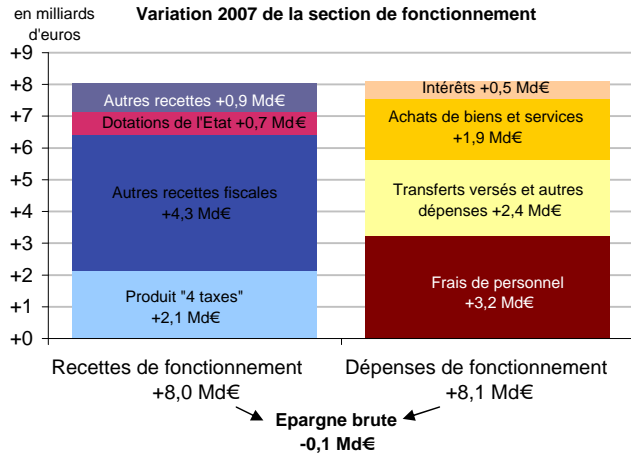 en milliards
d'euros
Variation 2007 de la section de fonctionnement
+9
+8
+7
+6
+5
+4
+3
+2
+1
+0
Autres recettes +0,9 Md€
Dotations de l'Etat +0,7 Md€
Autres recettes fiscales
+4,3 Md€
Produit "4 taxes"
+2,1 Md€
Intérêts +0,5 Md€
Achats de biens et services
+1,9 Md€
Transferts versés et autres
dépenses +2,4 Md€
Frais de personnel
+3,2 Md€
Recettes de fonctionnement
+8,0 Md€
Dépenses de fonctionnement
+8,1 Md€
Epargne brute
-0,1 Md€